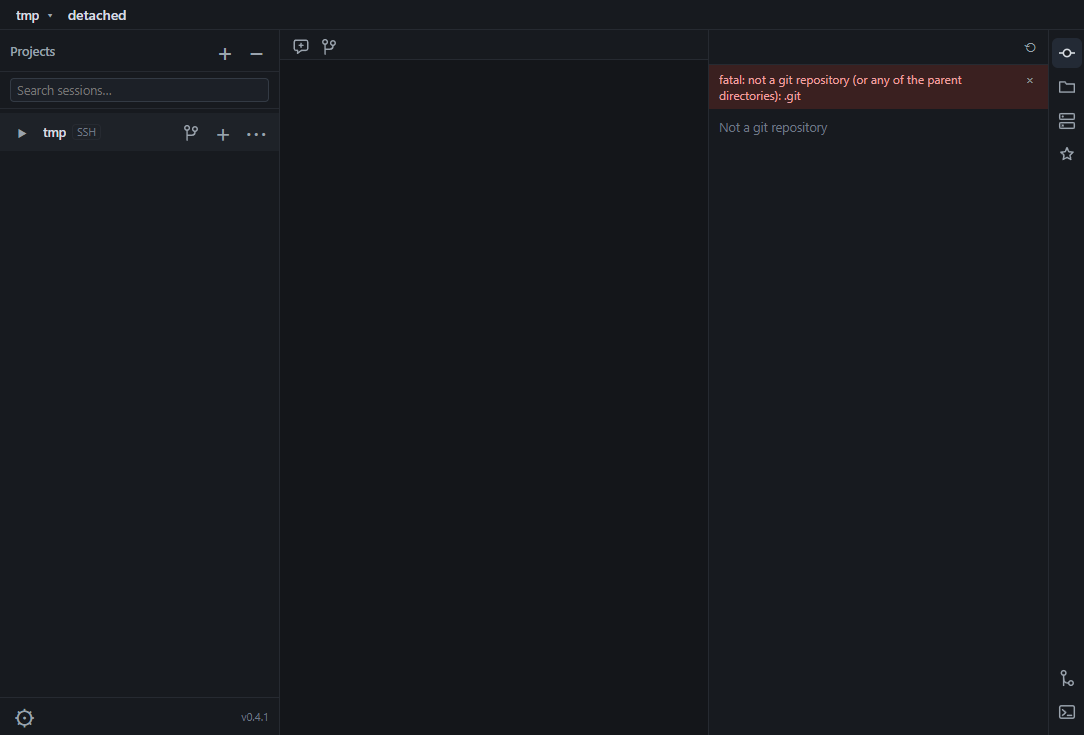 tmp detached
Projects
Search sessions...
tmp SSH
fatal: not a git repository (or any of the parent
directories): .git
Not a git repository
v0.4.1